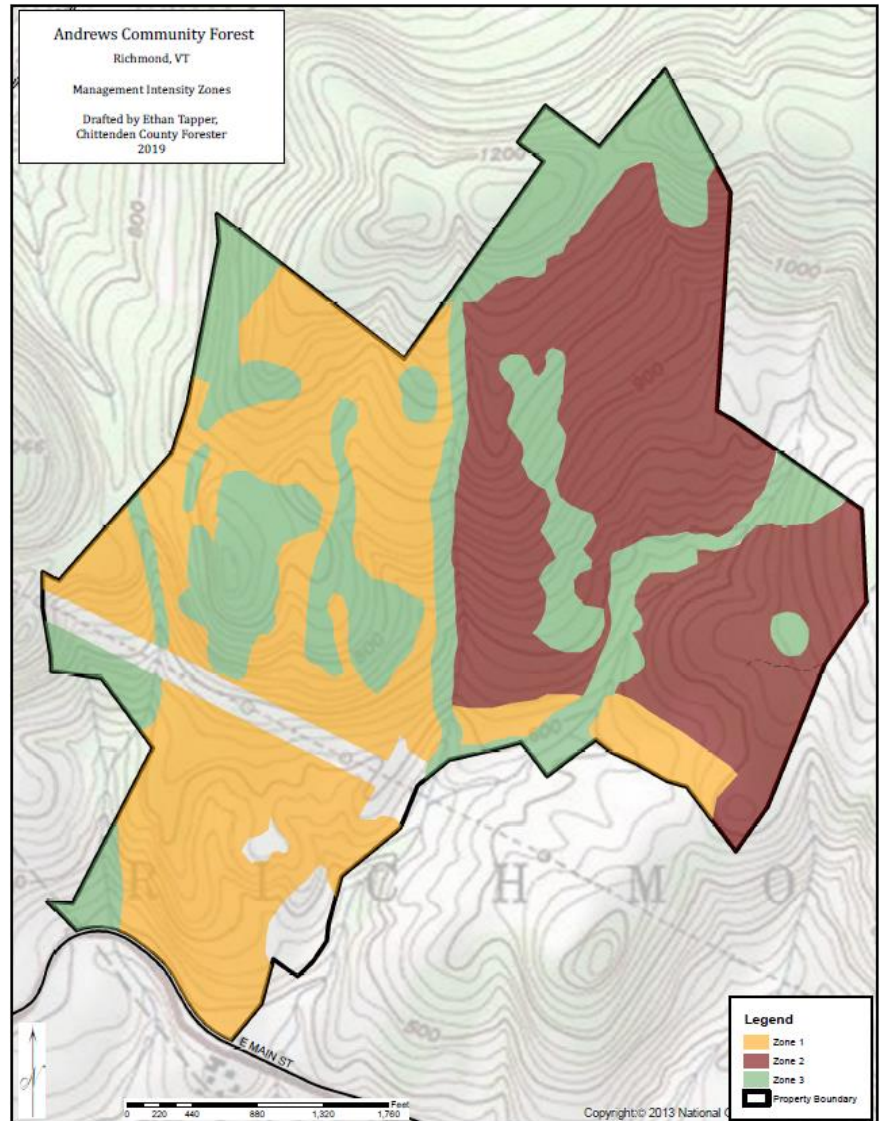 Andrews Community Forest
Richmond, VT
Management Intensity Zones
Drafted by Ethan Tapper,
Chittenden County Forester
2019
1200
800
1000
900
800
R I C H M O
500
E MAIN ST
Legend
Zone 1
Zone 2
Zone 3
Property Boundary
Feet
0 220 440 880 1,320 1,760
Copyright:© 2013 National
N